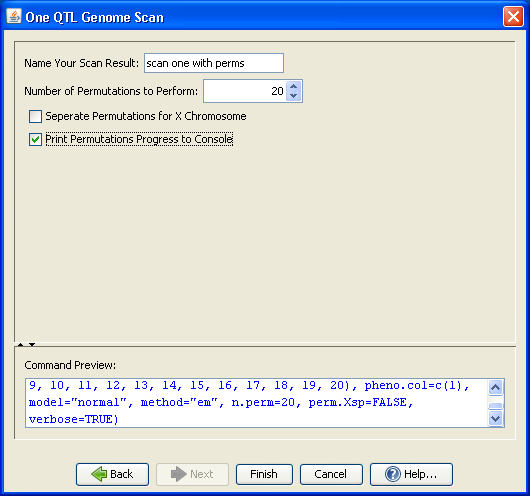 One QTL Genome Scan
Name Your Scan Result: scan one with perms
Number of Permutations to Perform: 20
Seperate Permutations for X Chromosome
Print Permutations Progress to Console
Command Preview:
9, 10, 11, 12, 13, 14, 15, 16, 17, 18, 19, 20), pheno.col=c(1),
model="normal", method="em", n.perm=20, perm.Xsp=FALSE,
verbose=TRUE)
Back Next Finish Cancel Help...